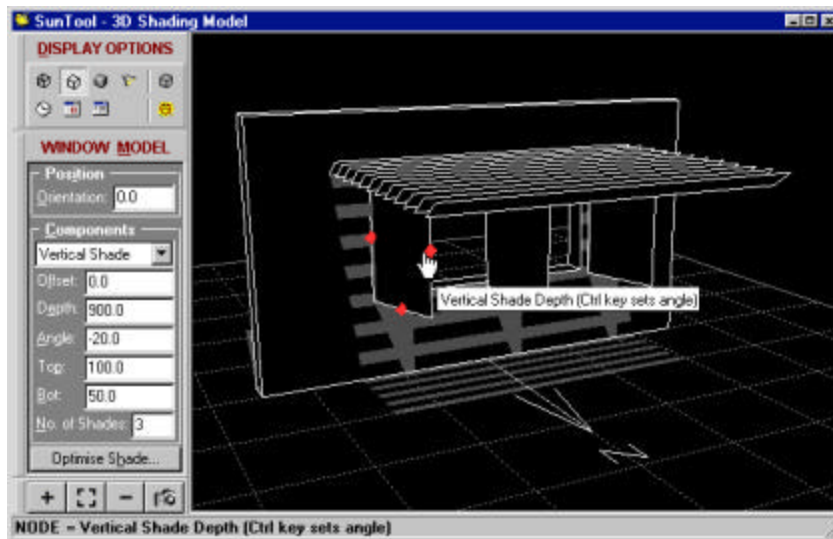 SunTool - 3D Shading Model
DISPLAY OPTIONS
WINDOW MODEL
Position
Orientation: 0.0
Components
Vertical Shade
Offset: 0.0
Depth: 900.0
Angle: -20.0
Top: 100.0
Bot: 50.0
No. of Shades: 3
Optimise Shade...
Vertical Shade Depth (Ctrl key sets angle)
N
NODE = Vertical Shade Depth (Ctrl key sets angle)